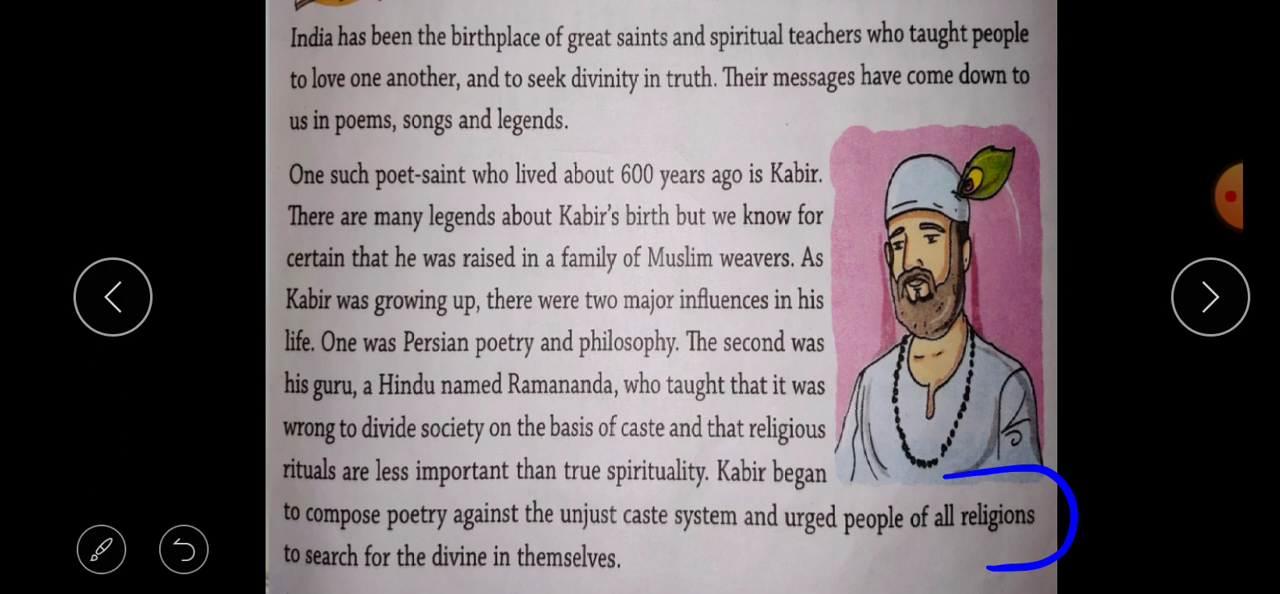 India has been the birthplace of great saints and spiritual teachers who taught people
to love one another, and to seek divinity in truth. Their messages have come down to
us in poems, songs and legends.
One such poet-saint who lived about 600 years ago is Kabir.
There are many legends about Kabir's birth but we know for
certain that he was raised in a family of Muslim weavers. As
Kabir was growing up, there were two major influences in his
life. One was Persian poetry and philosophy. The second was
his guru, a Hindu named Ramananda, who taught that it was
wrong to divide society on the basis of caste and that religious
rituals are less important than true spirituality. Kabir began
to compose poetry against the unjust caste system and urged people of all religions
to search for the divine in themselves.